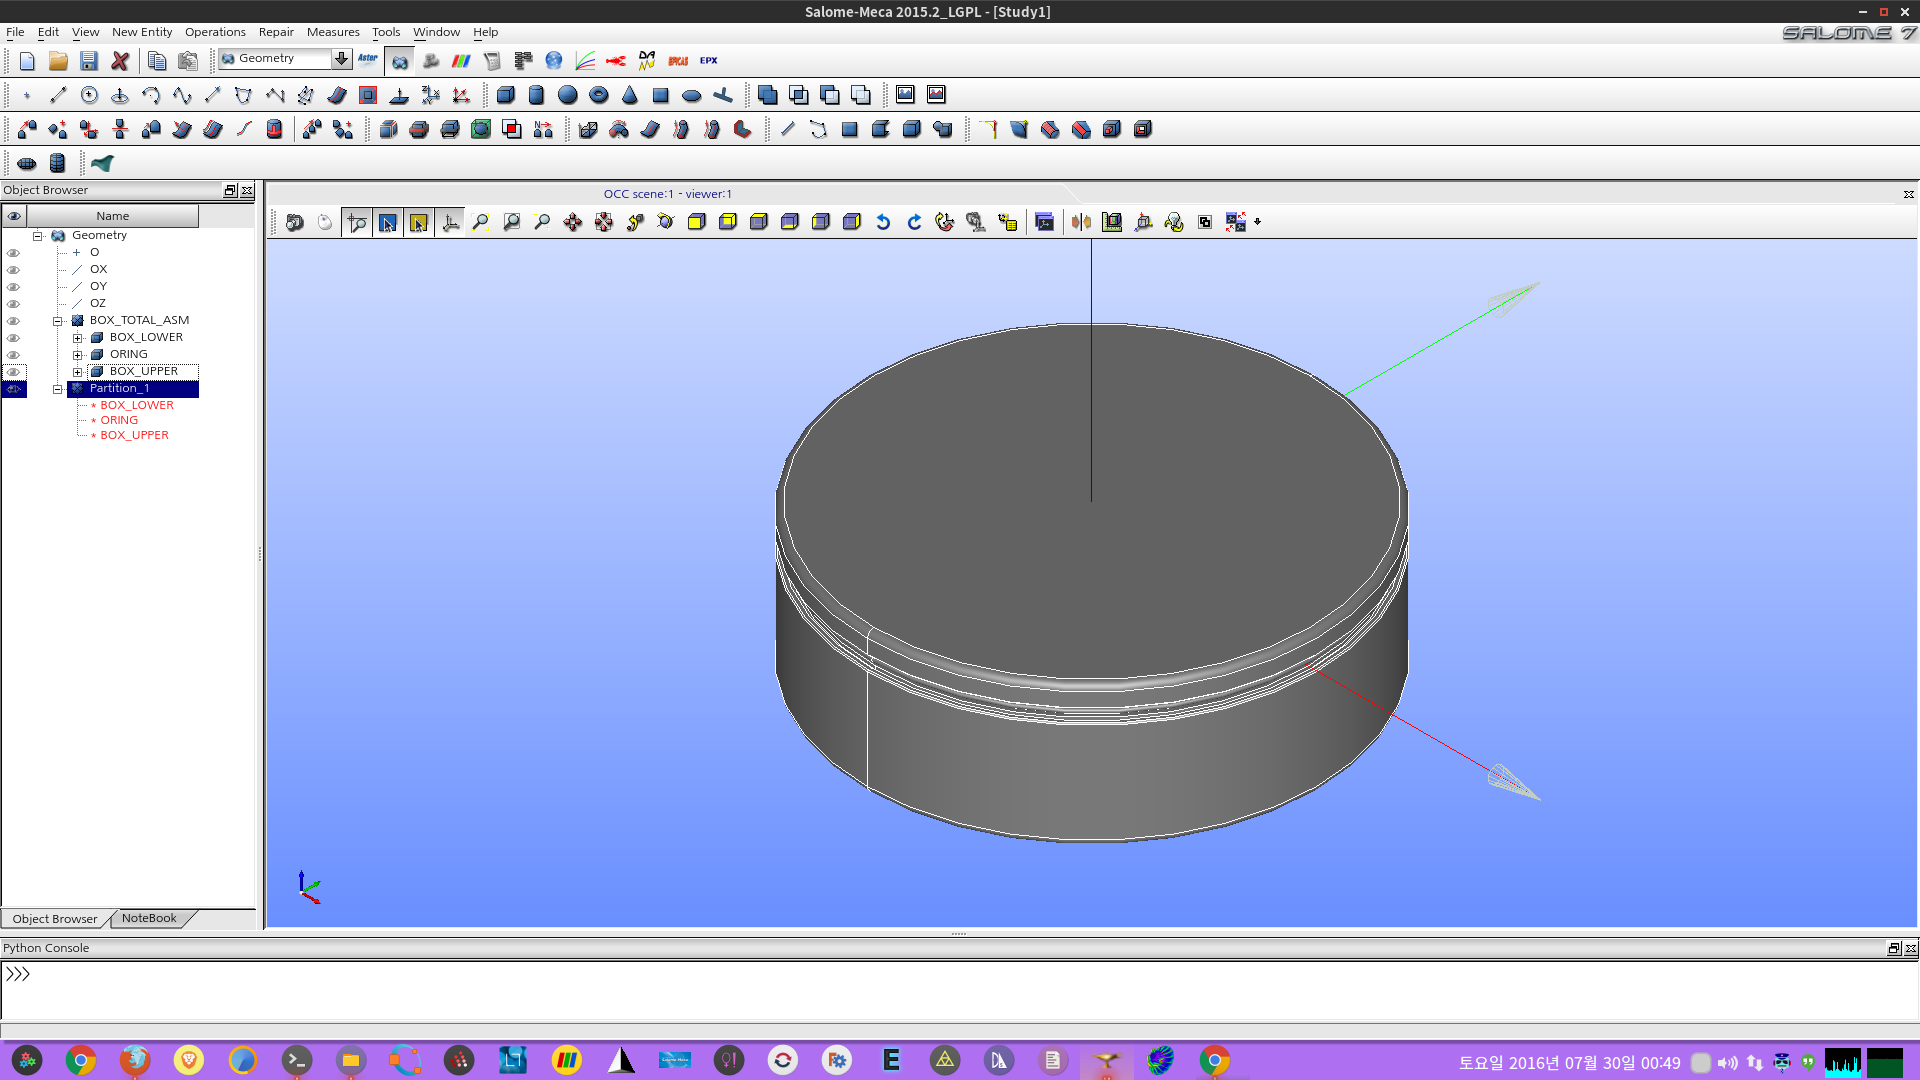 Salome-Meca 2015.2_LGPL - [Study1]
File Edit View New Entity Operations Repair Measures Tools Window Help
SALOME 7
Geometry
Aster
EFICAS
EPX
Object Browser
OCC scene:1 - viewer:1
Name
Geometry
O
OX
OY
OZ
BOX_TOTAL_ASM
BOX_LOWER
ORING
BOX_UPPER
Partition_1
* BOX_LOWER
* ORING
* BOX_UPPER
Object Browser NoteBook
Python Console
>>>
토요일 2016년 07월 30일 00:49